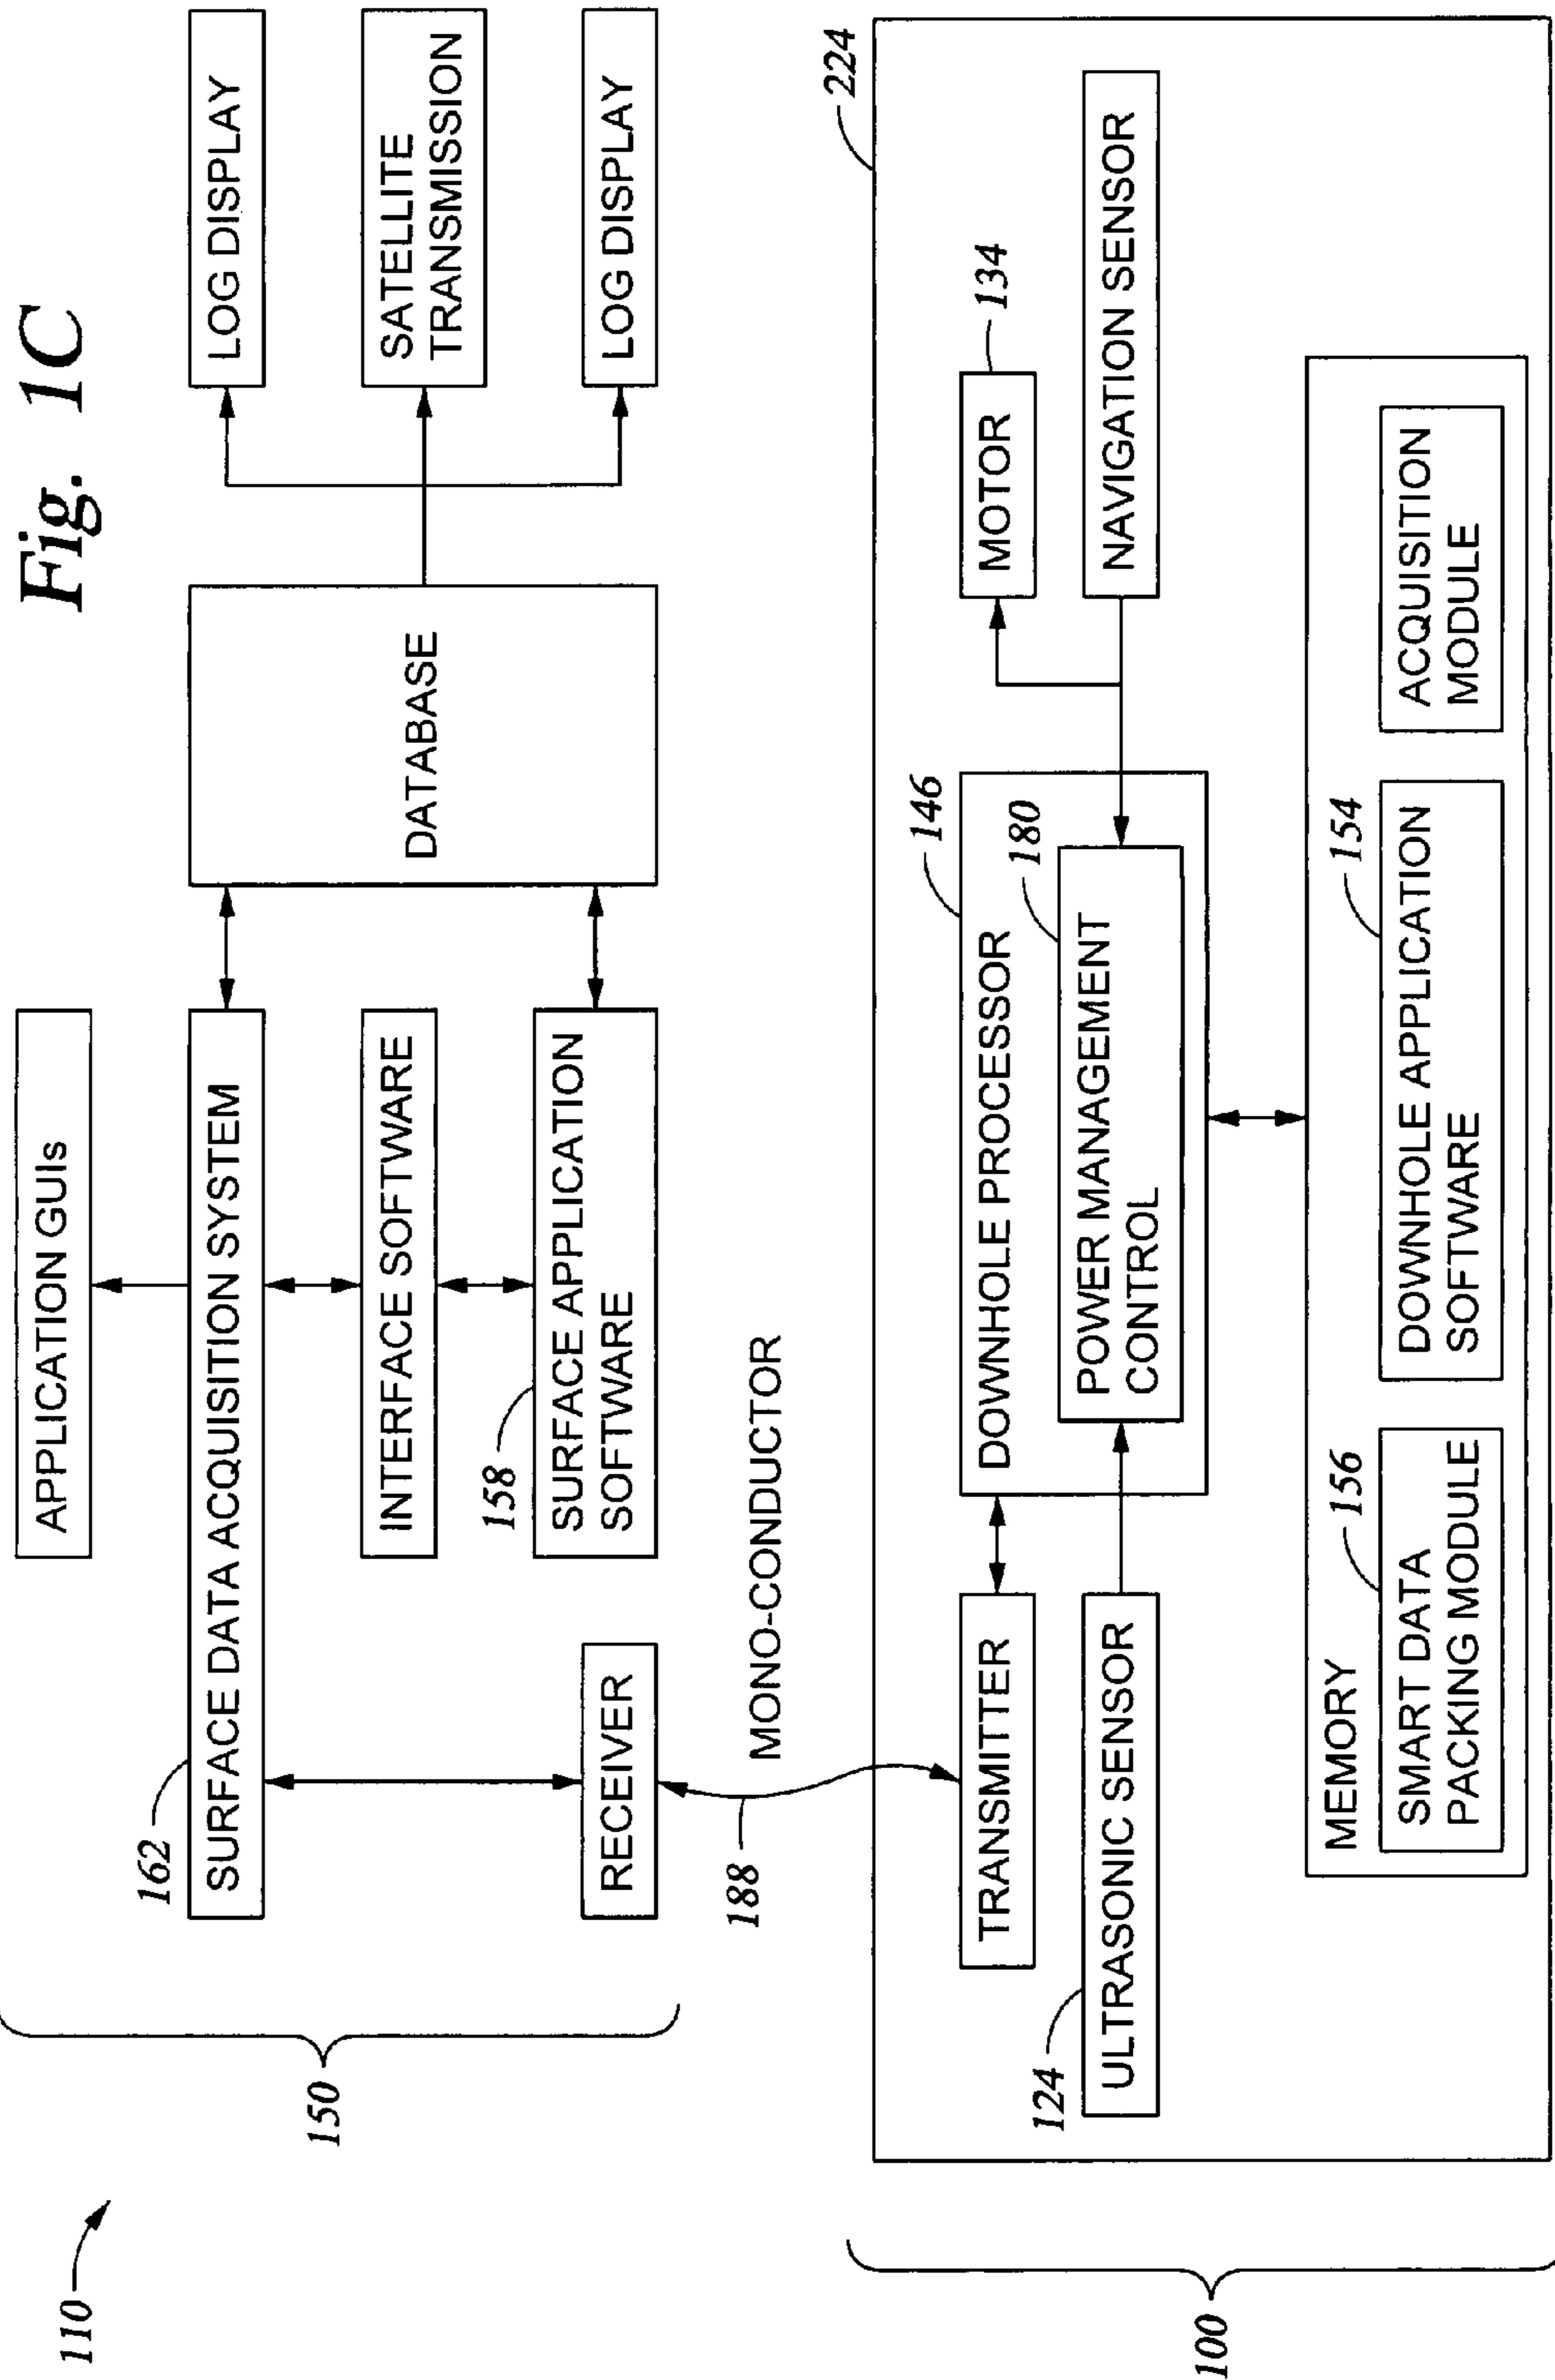 Fig. 1C
110
150
APPLICATION GUIs
162
SURFACE DATA ACQUISITION SYSTEM
INTERFACE SOFTWARE
158
SURFACE APPLICATION
SOFTWARE
RECEIVER
DATABASE
LOG DISPLAY
SATELLITE
TRANSMISSION
LOG DISPLAY
188
MONO-CONDUCTOR
100
224
TRANSMITTER
124
ULTRASONIC SENSOR
146
DOWNHOLE PROCESSOR
180
POWER MANAGEMENT
CONTROL
MOTOR
134
NAVIGATION SENSOR
MEMORY
156
SMART DATA
PACKING MODULE
154
DOWNHOLE APPLICATION
SOFTWARE
ACQUISITION
MODULE